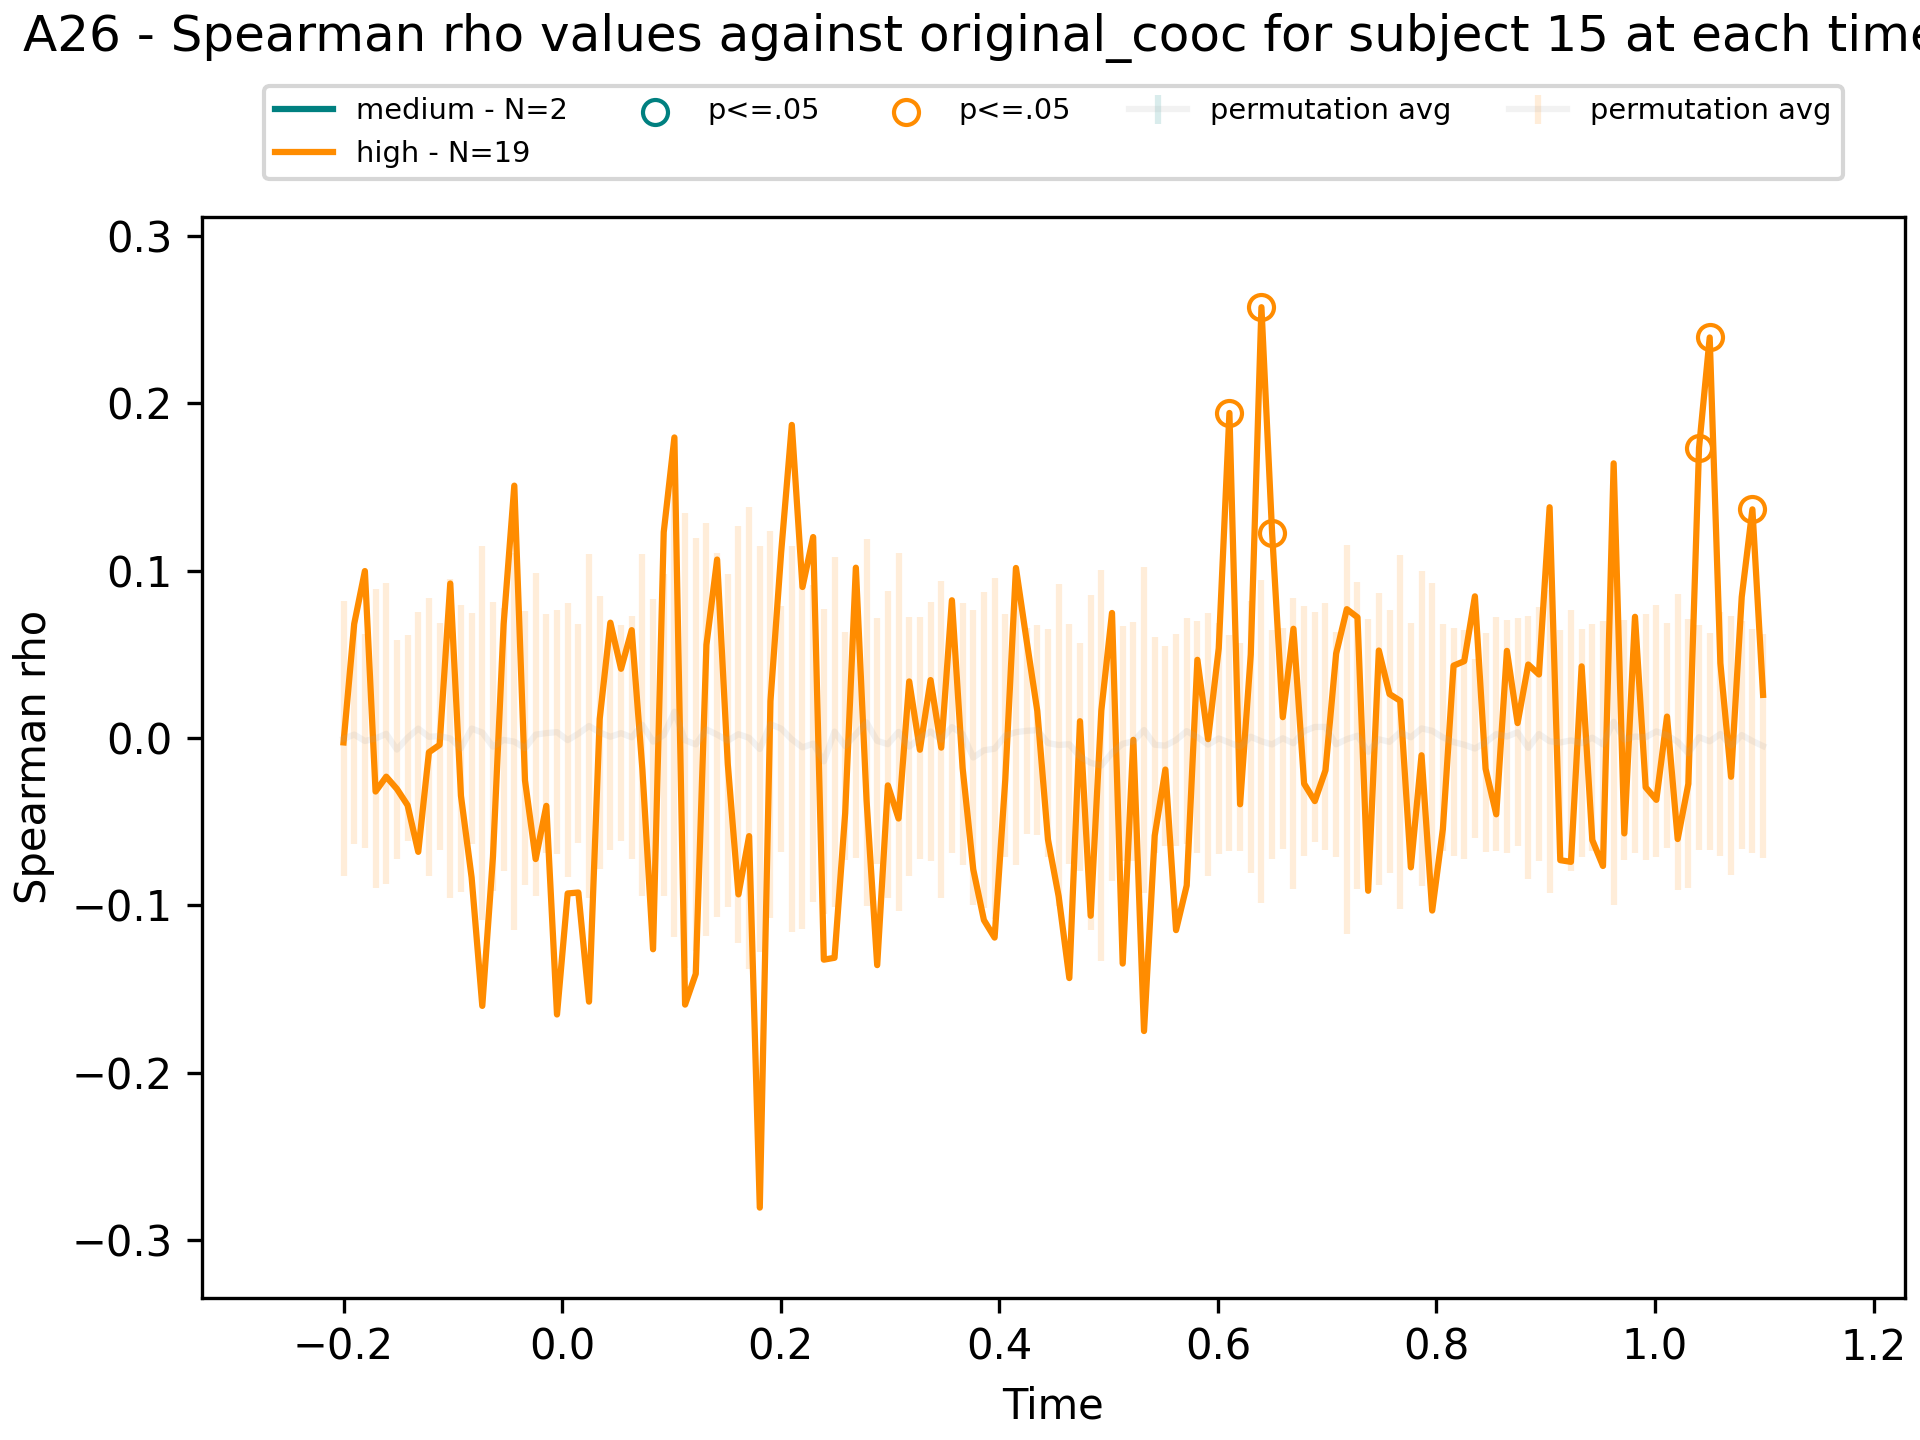 A26 - Spearman rho values against original_cooc for subject 15 at each time
medium - N=2 p<=.05 p<=.05 permutation avg permutation avg
high - N=19
0.3
0.2
0.1
0.0
−0.1
−0.2
−0.3
Spearman rho
−0.2 0.0 0.2 0.4 0.6 0.8 1.0 1.2
Time